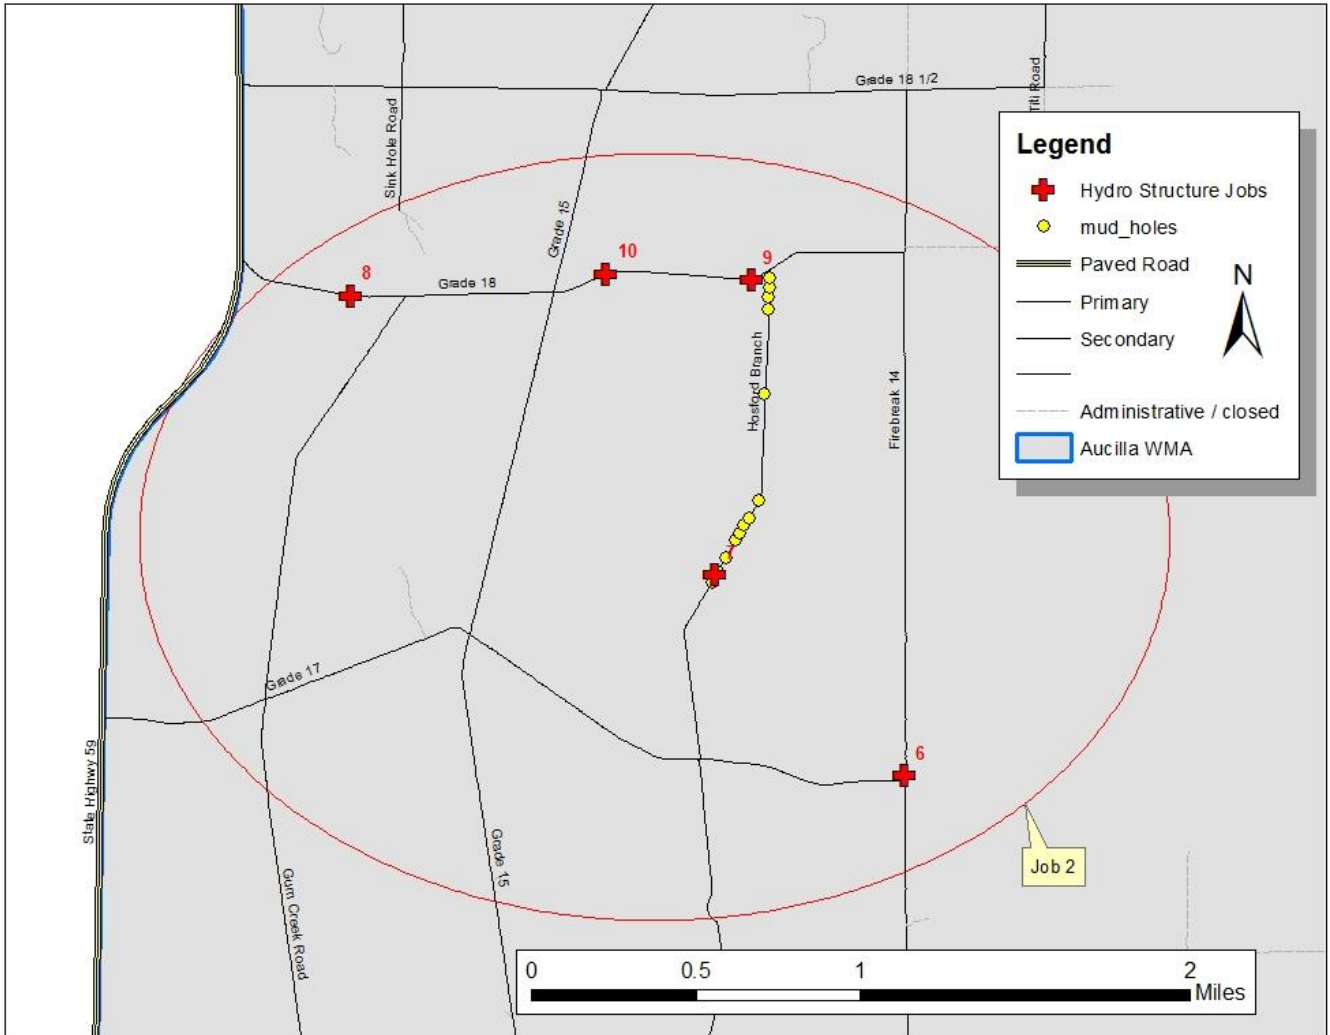 Grade 18 1/2
Titi Road
Sink Hole Road
Legend
Hydro Structure Jobs
mud_holes
Paved Road
Primary
Secondary
Administrative / closed
Aucilla WMA
N
Grade 15
10
9
8
Grade 18
Hosford Branch
Firebreak 14
7
Grade 17
6
State Highway 59
Grade 15
Gum Creek Road
Job 2
0 0.5 1 2
Miles